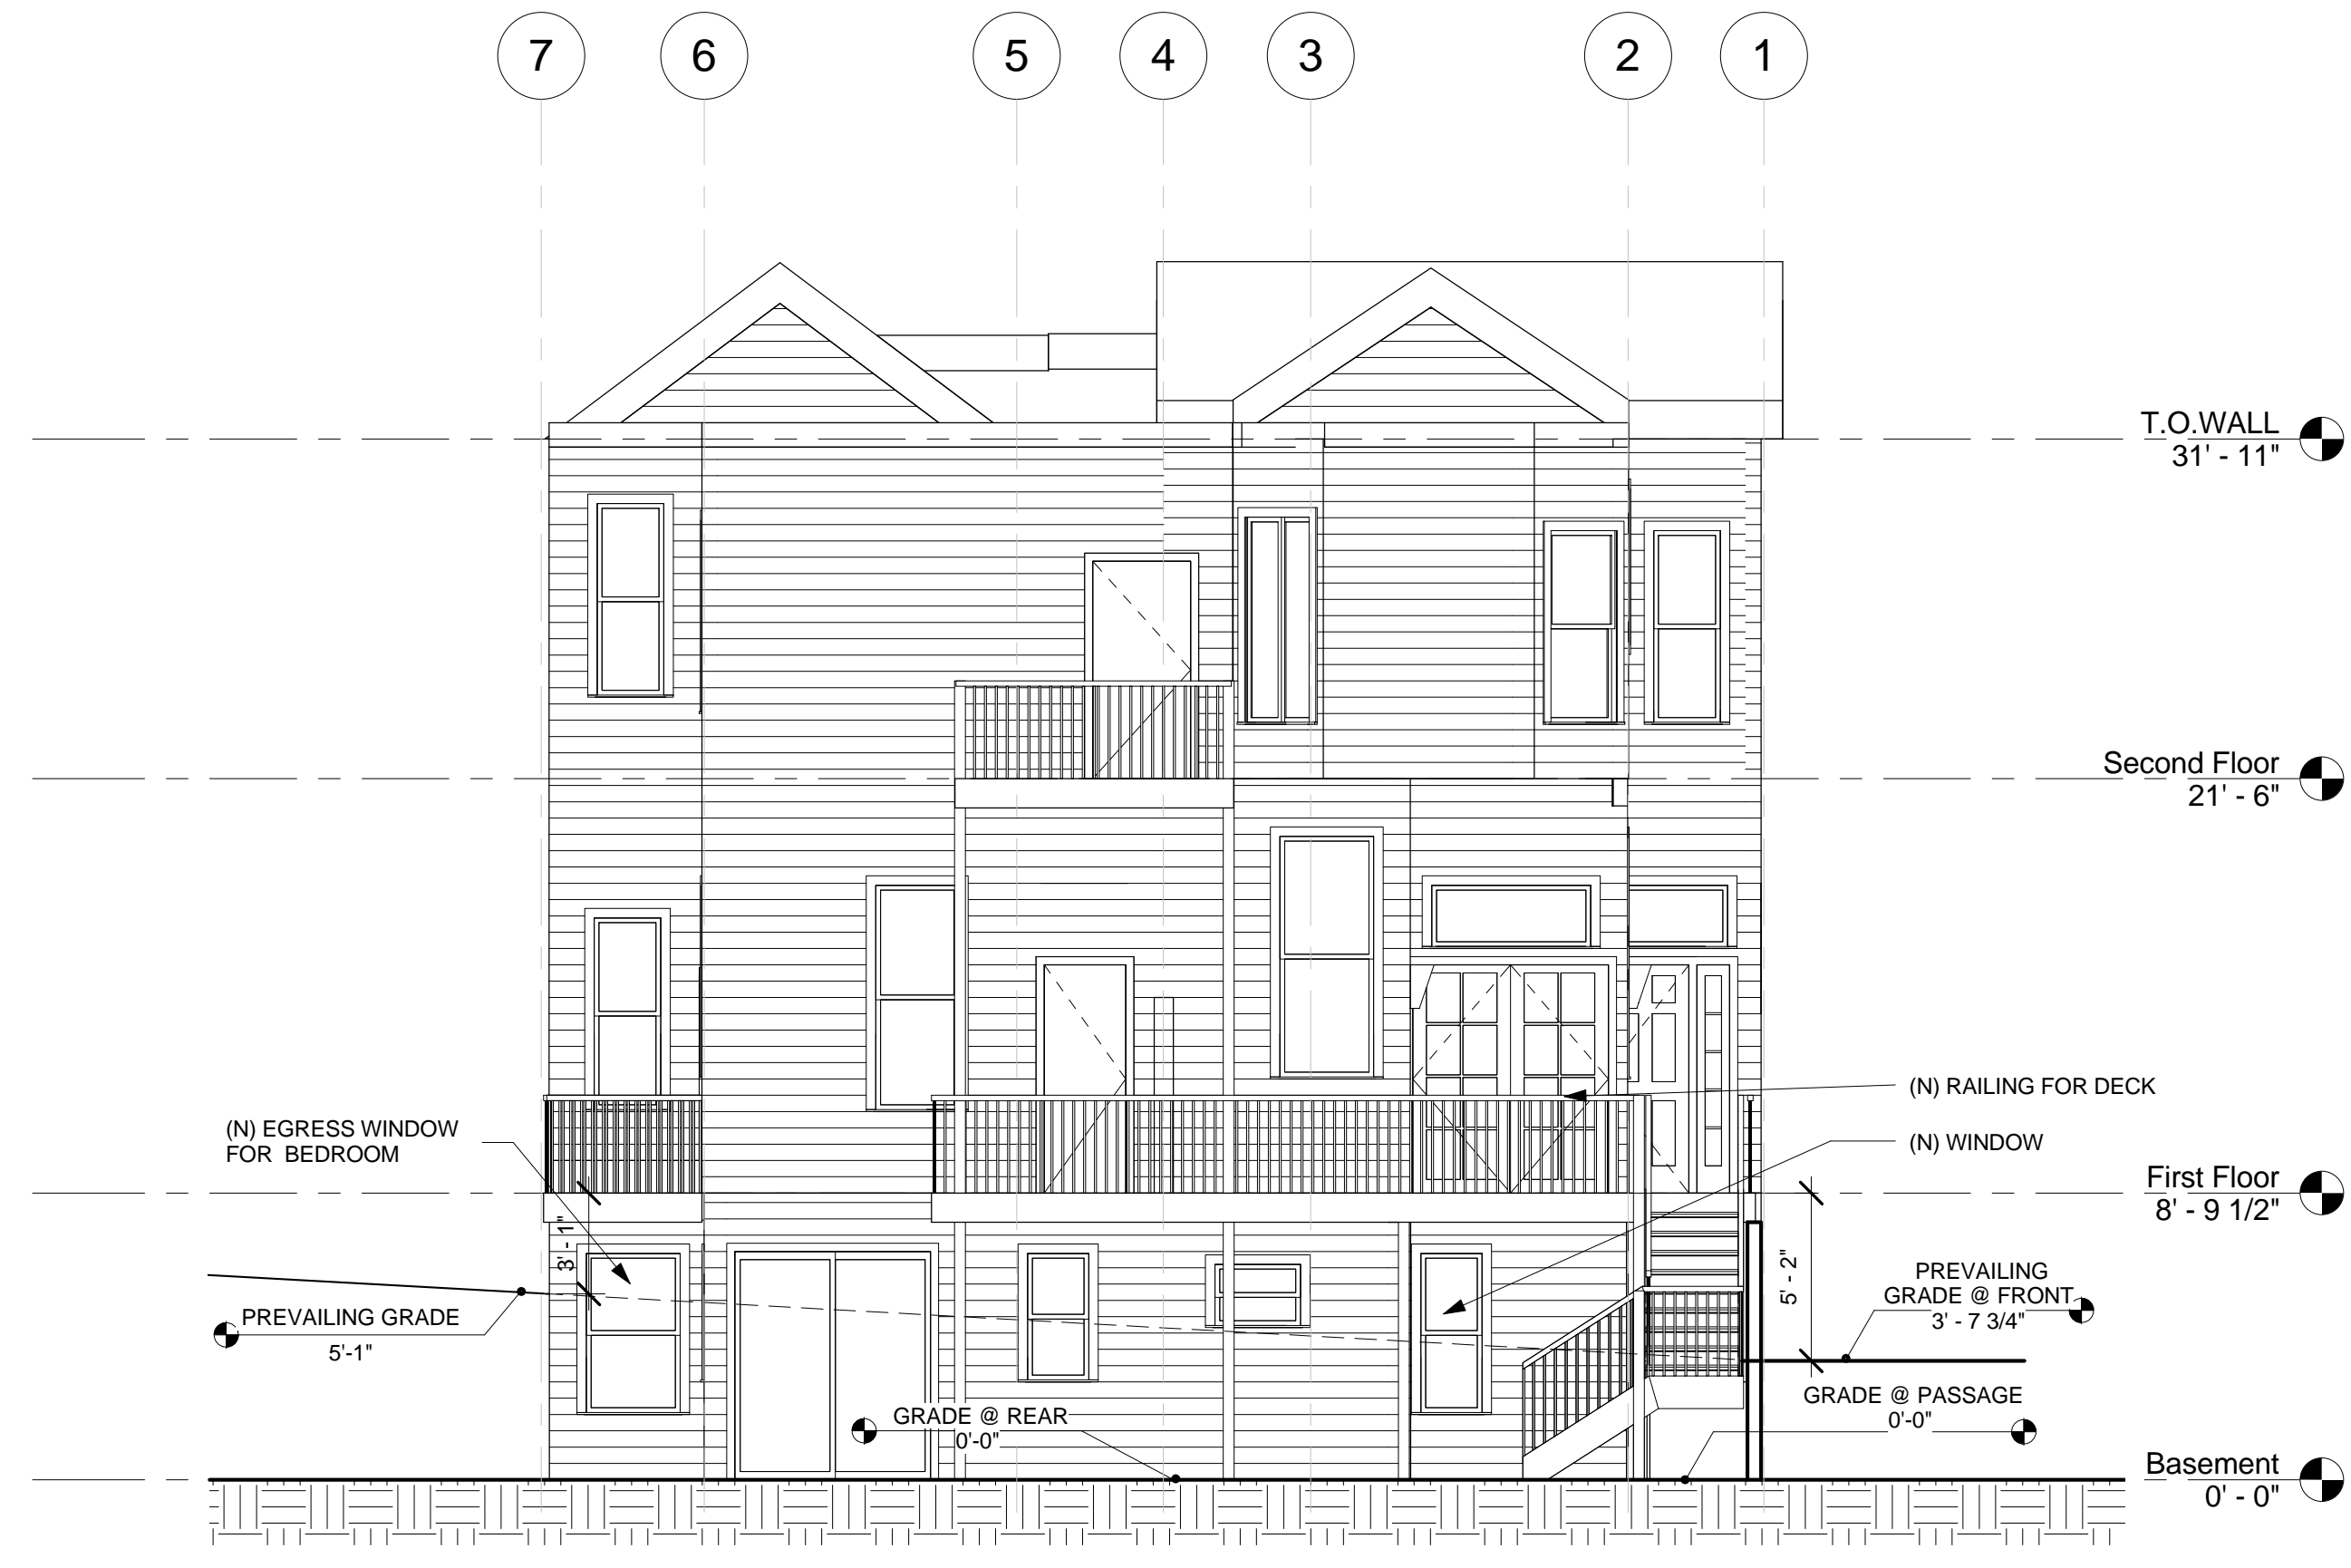 7 6 5 4 3 2 1
T.O.WALL
31' - 11"
Second Floor
21' - 6"
(N) RAILING FOR DECK
(N) EGRESS WINDOW
FOR BEDROOM
(N) WINDOW
First Floor
8' - 9 1/2"
3' - 1"
5' - 2"
PREVAILING
GRADE @ FRONT
3' - 7 3/4"
PREVAILING GRADE
5'-1"
GRADE @ PASSAGE
0'-0"
GRADE @ REAR
0'-0"
Basement
0' - 0"